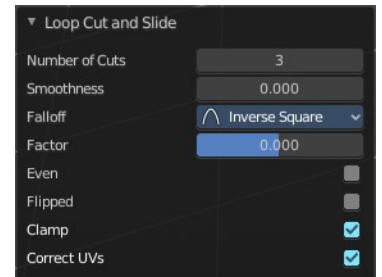 Loop Cut and Slide
Number of Cuts 3
Smoothness 0.000
Falloff Inverse Square
Factor 0.000
Even
Flipped
Clamp
Correct UVs